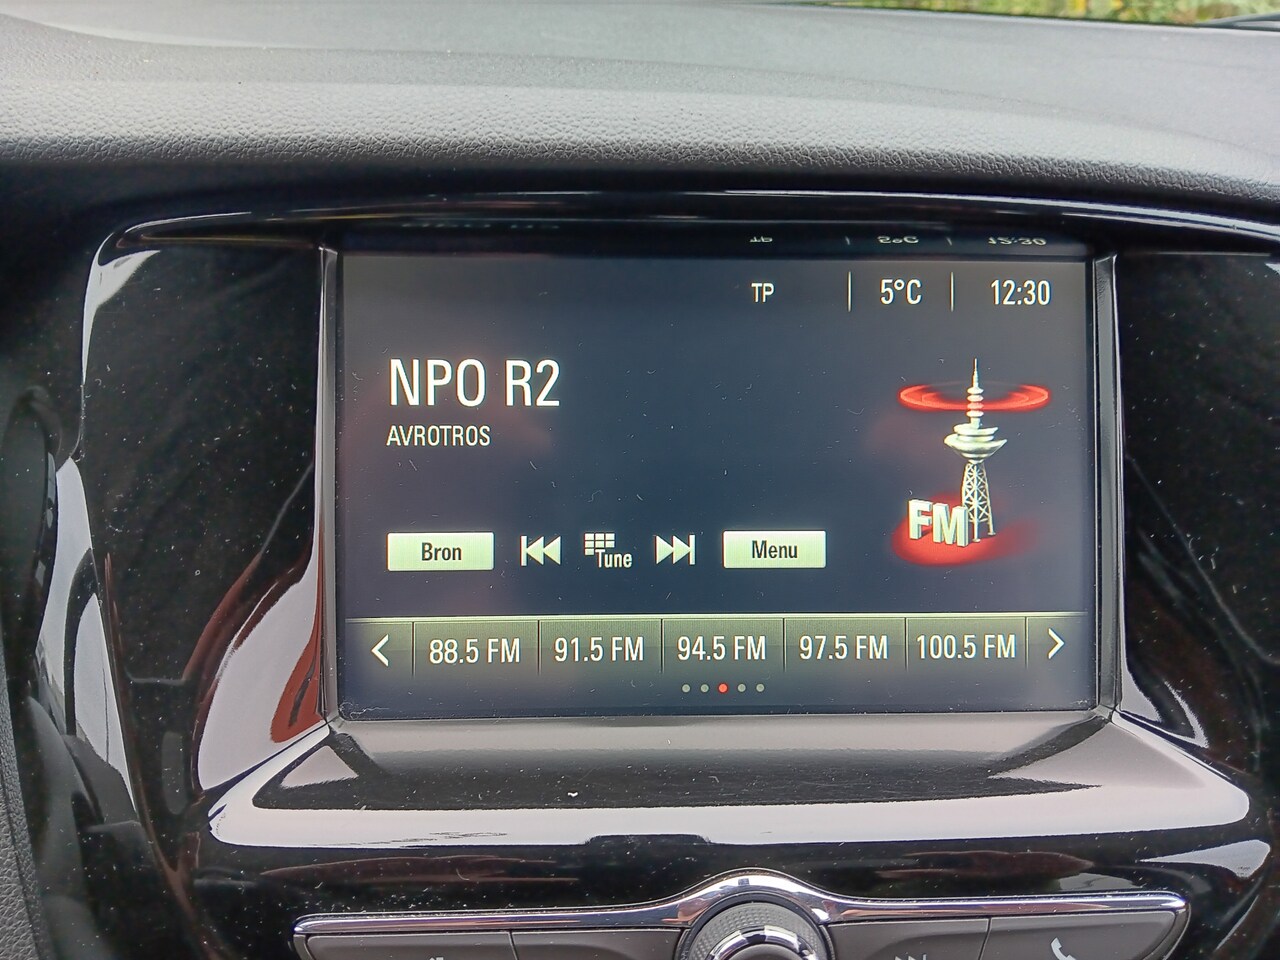 TP 5°C 12:30
NPO R2
AVROTROS
FM
Bron Tune Menu
88.5 FM 91.5 FM 94.5 FM 97.5 FM 100.5 FM